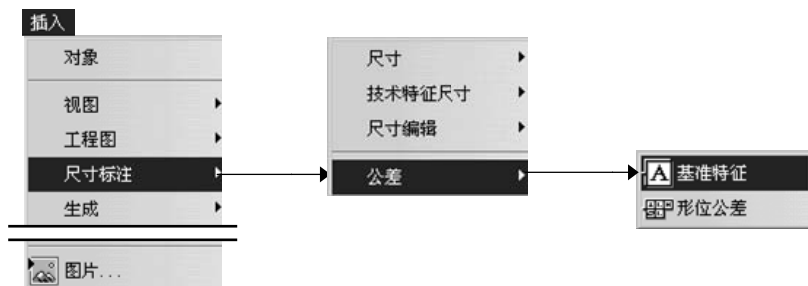 插入
对象
视图
工程图
尺寸标注
生成
图片...
尺寸
技术特征尺寸
尺寸编辑
公差
A 基准特征
形位公差